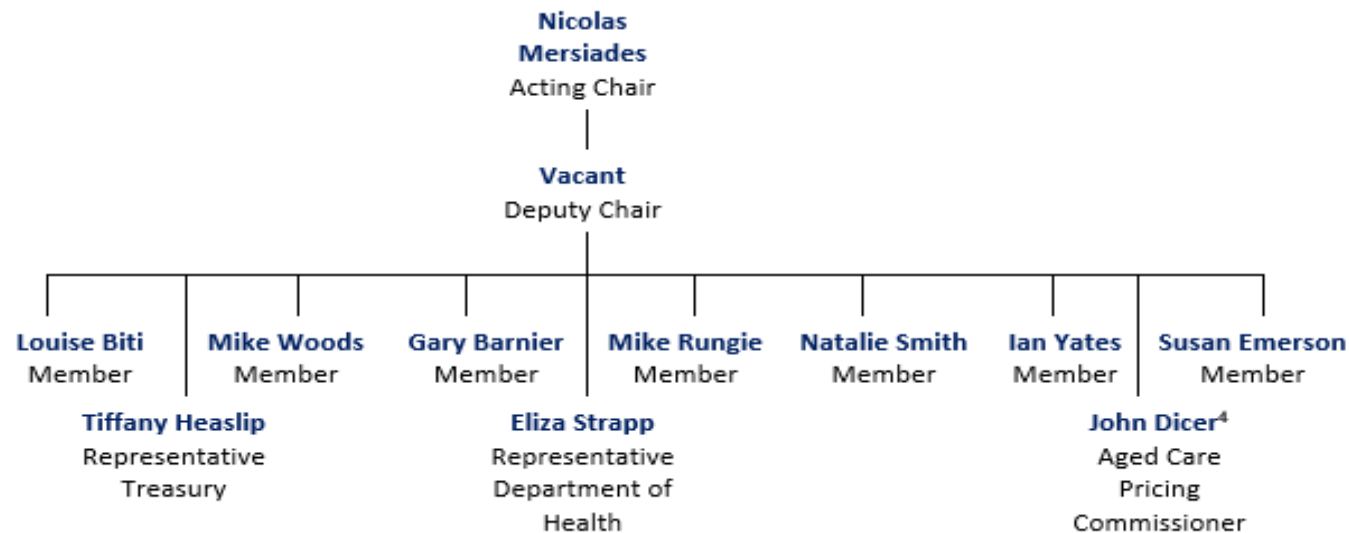 Nicolas
Mersiades
Acting Chair
Vacant
Deputy Chair
Louise Biti
Member
Mike Woods
Member
Gary Barnier
Member
Mike Rungie
Member
Natalie Smith
Member
Ian Yates
Member
Susan Emerson
Member
Tiffany Heaslip
Representative
Treasury
Eliza Strapp
Representative
Department of
Health
John Dicer⁴
Aged Care
Pricing
Commissioner